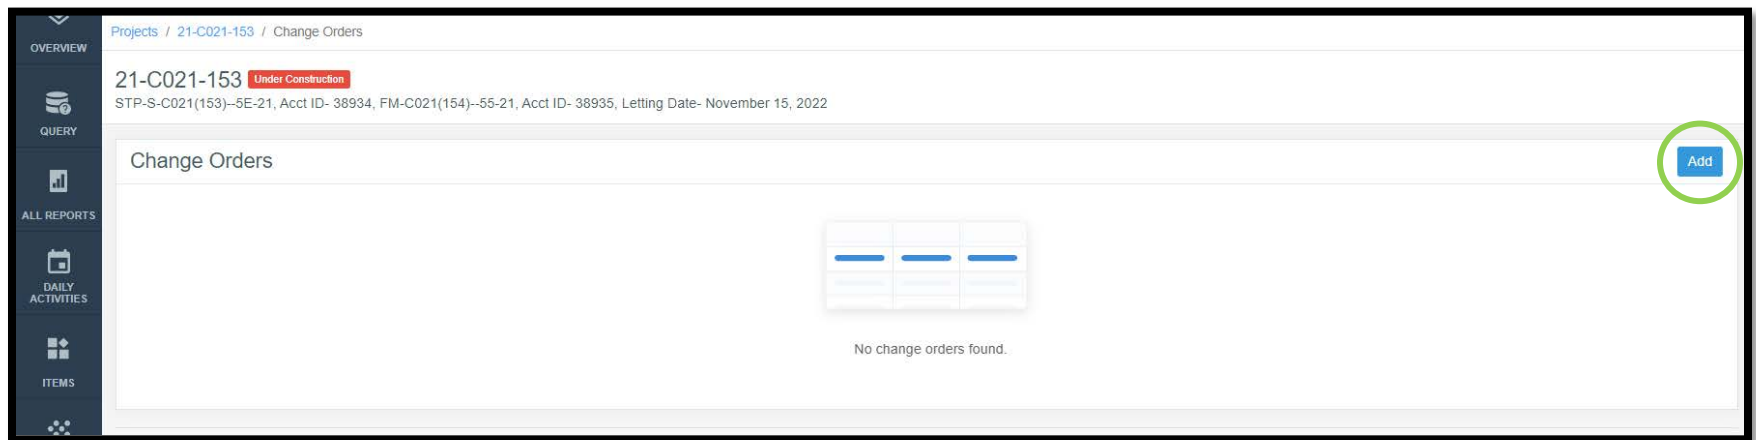 OVERVIEW
QUERY
ALL REPORTS
DAILY
ACTIVITIES
ITEMS
Projects / 21-C021-153 / Change Orders
21-C021-153 Under Construction
STP-S-C021(153)--5E-21, Acct ID- 38934, FM-C021(154)--55-21, Acct ID- 38935, Letting Date- November 15, 2022
Change Orders
Add
No change orders found.